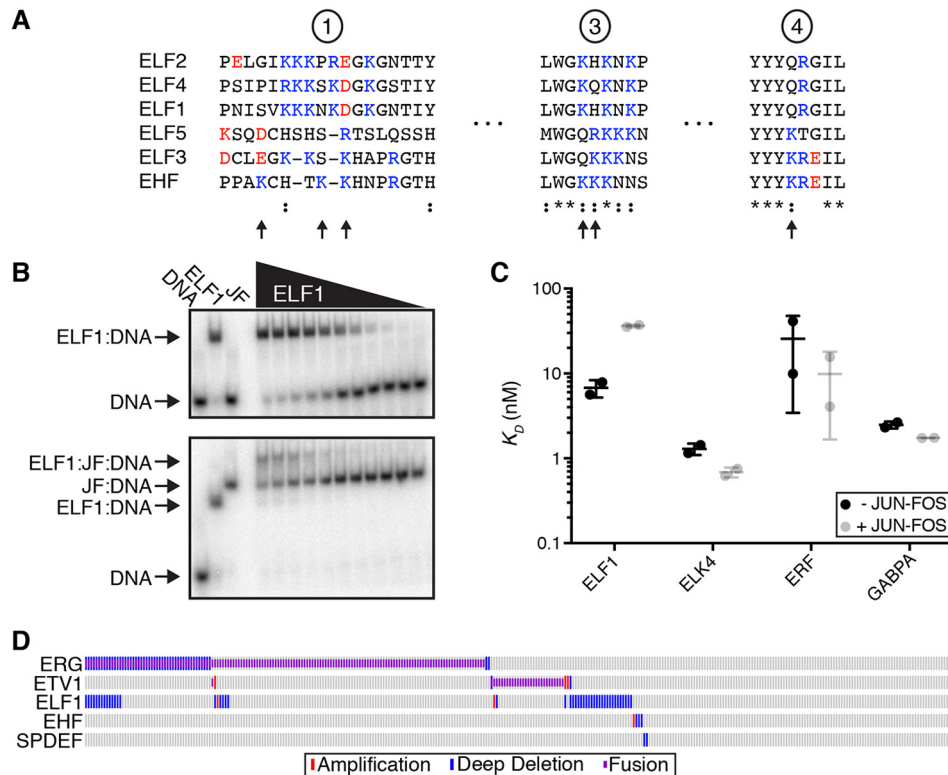 A
1 3 4
ELF2 PELGIKKKPREGKGNTTY LWGKHKNKP YYYQRGIL
ELF4 PSIPIRKKSKDGKGSTIY LWGKQKNKP YYYQRGIL
ELF1 PNISVKKKNKDGKGNTIY LWGKHKNKP YYYQRGIL
ELF5 KSQDCHSHS-RTSLQSSH ... MWGQRKKKN ... YYYKTGIL
ELF3 DCLEGK-KS-KHAPRGTH LWGQKKKNS YYYKREIL
EHF PPAKCH-TK-KHNPRGTH LWGKKKNNS YYYKREIL
: : :**::*:: ***: **
B
DNA ELF1 JF ELF1
ELF1:DNA
DNA
ELF1:JF:DNA
JF:DNA
ELF1:DNA
DNA
C
100
10
1
0.1
KD (nM)
- JUN-FOS
+ JUN-FOS
ELF1 ELK4 ERF GABPA
D
ERG
ETV1
ELF1
EHF
SPDEF
Amplification Deep Deletion Fusion